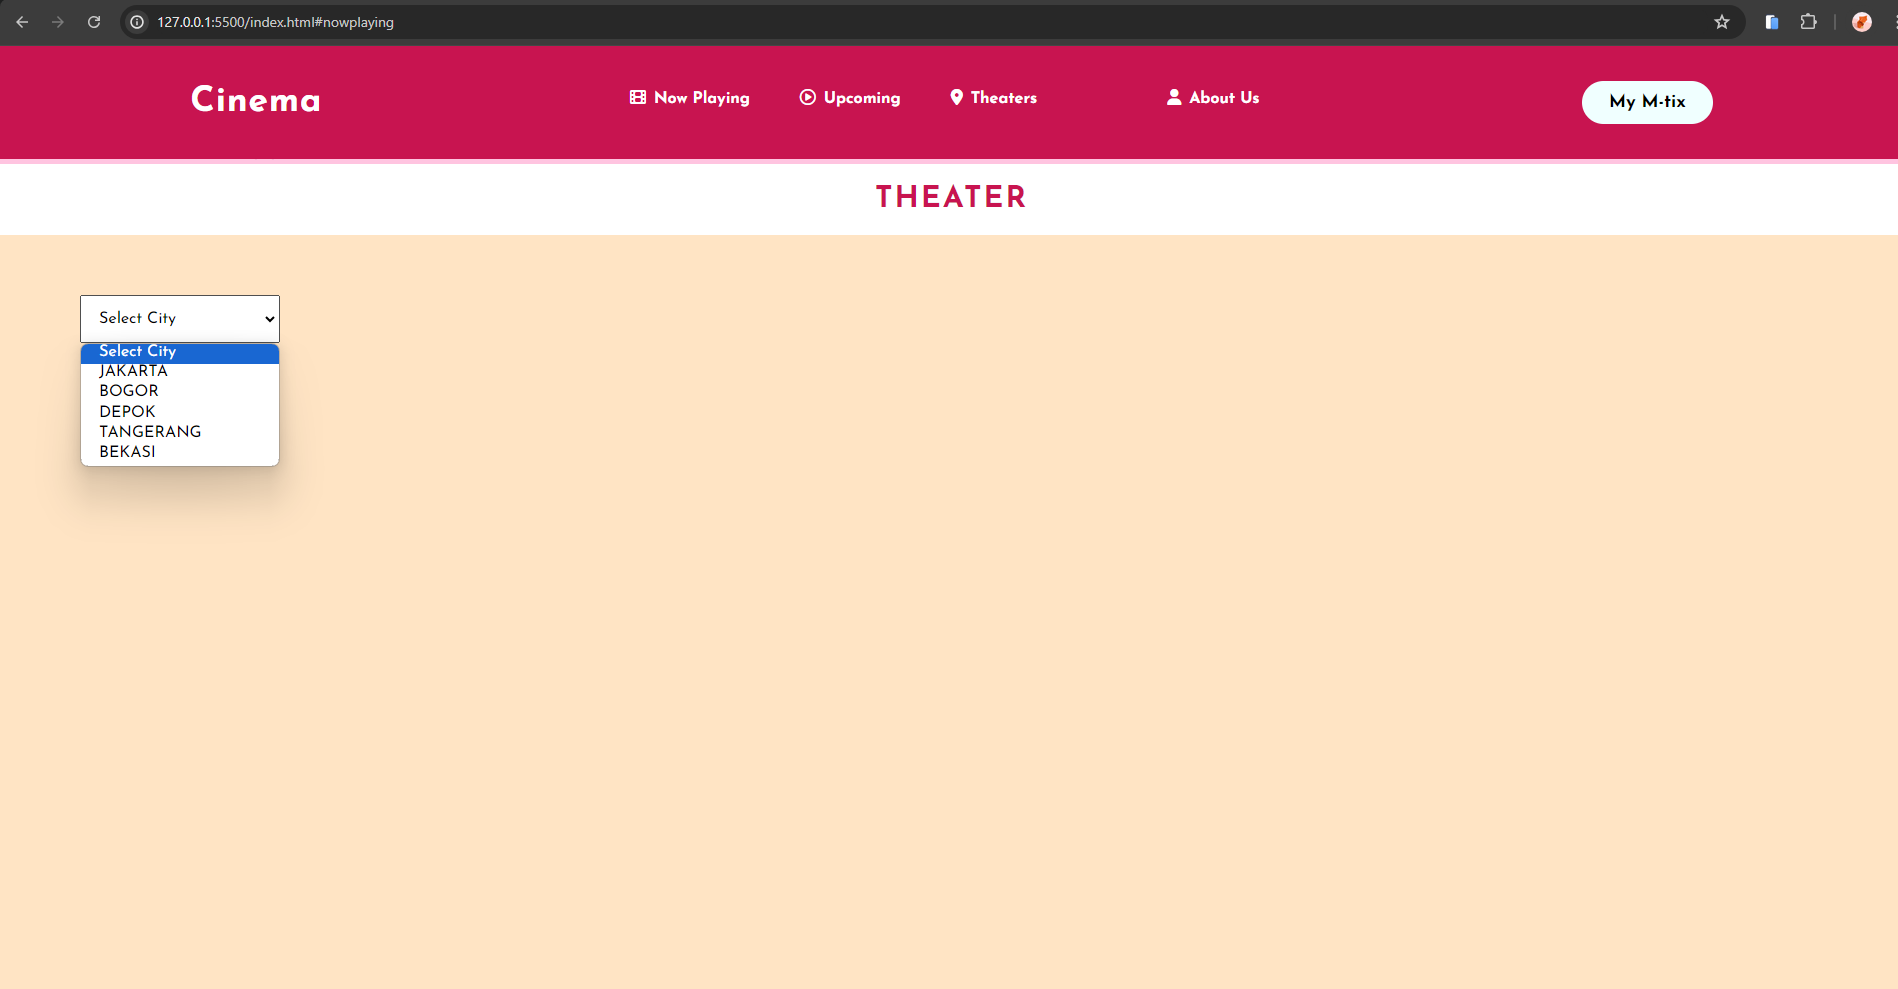 127.0.0.1:5500/index.html#nowplaying
Cinema
Now Playing
Upcoming
Theaters
About Us
My M-tix
THEATER
Select City
Select City
JAKARTA
BOGOR
DEPOK
TANGERANG
BEKASI